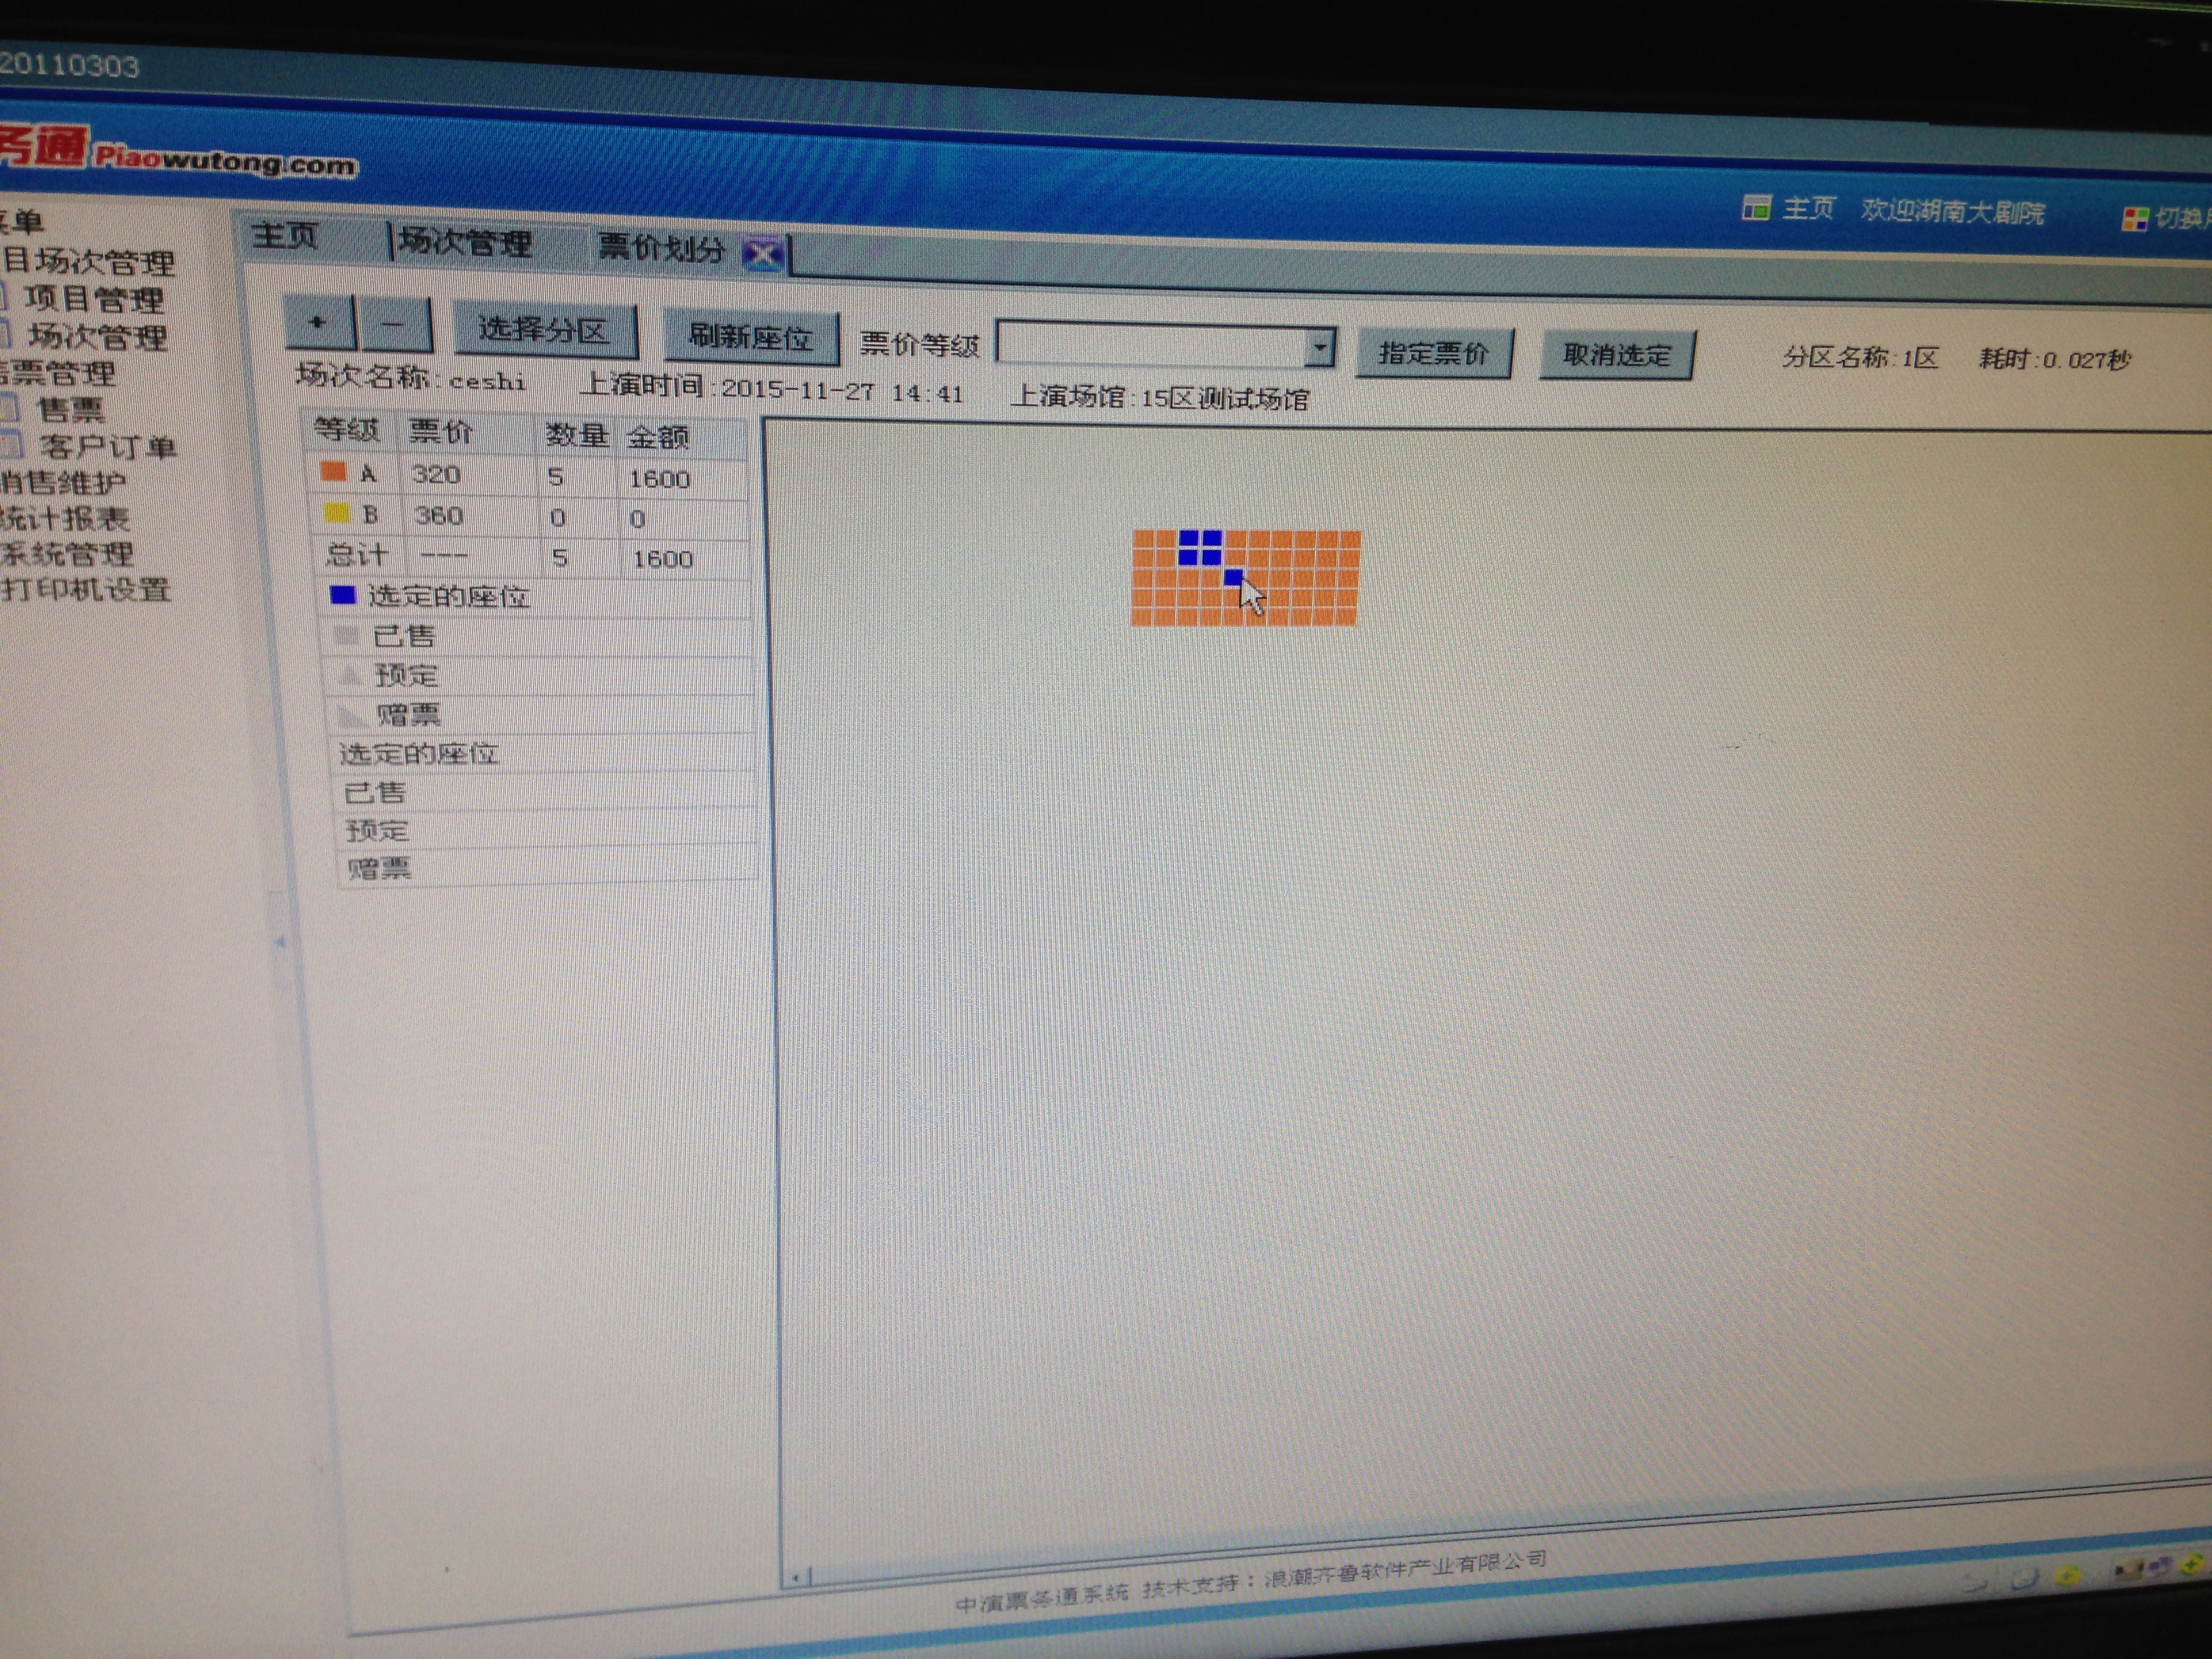 20110303
务通 Piaowutong.com
主页 欢迎湖南大剧院 切换
菜单
目场次管理
项目管理
场次管理
售票管理
售票
客户订单
销售维护
统计报表
系统管理
打印机设置
主页 场次管理 票价划分
+ － 选择分区 刷新座位 票价等级 指定票价 取消选定 分区名称:1区 耗时:0.027秒
场次名称:ceshi 上演时间:2015-11-27 14:41 上演场馆:15区测试场馆
等级 票价 数量 金额
A 320 5 1600
B 360 0 0
总计 --- 5 1600
选定的座位
已售
预定
赠票
选定的座位
已售
预定
赠票
中演票务通系统 技术支持：浪潮齐鲁软件产业有限公司